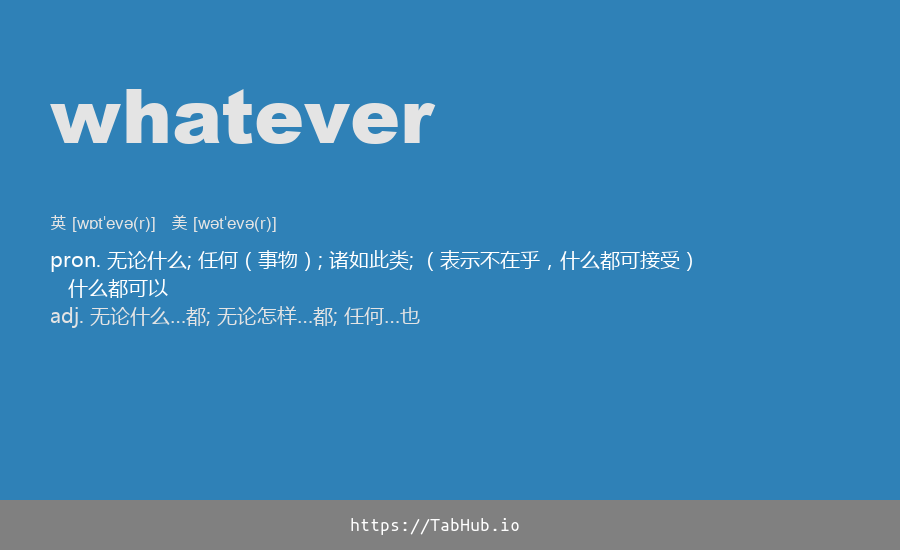 whatever
英 [wɒtˈevə(r)] 美 [wətˈevə(r)]
pron. 无论什么; 任何（事物）; 诸如此类; （表示不在乎，什么都可接受）
什么都可以
adj. 无论什么…都; 无论怎样…都; 任何…也
https://TabHub.io